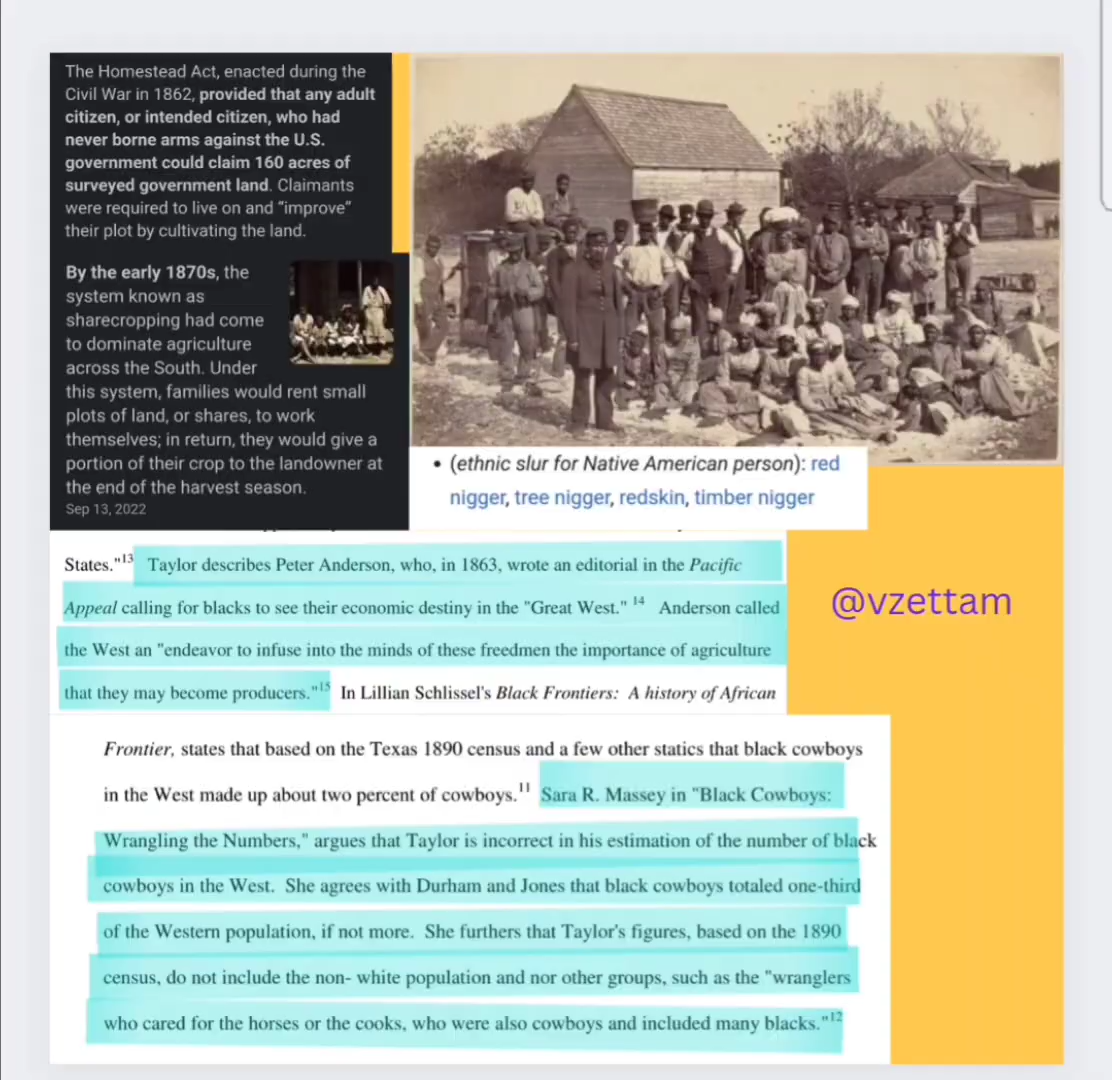 The Homestead Act, enacted during the
Civil War in 1862, provided that any adult
citizen, or intended citizen, who had
never borne arms against the U.S.
government could claim 160 acres of
surveyed government land. Claimants
were required to live on and “improve”
their plot by cultivating the land.
By the early 1870s, the
system known as
sharecropping had come
to dominate agriculture
across the South. Under
this system, families would rent small
plots of land, or shares, to work
themselves; in return, they would give a
portion of their crop to the landowner at
the end of the harvest season.
Sep 13, 2022
• (ethnic slur for Native American person): red
nigger, tree nigger, redskin, timber nigger
States."13 Taylor describes Peter Anderson, who, in 1863, wrote an editorial in the Pacific
Appeal calling for blacks to see their economic destiny in the "Great West." 14 Anderson called
the West an "endeavor to infuse into the minds of these freedmen the importance of agriculture
that they may become producers."15 In Lillian Schlissel's Black Frontiers: A history of African
@vzettam
Frontier, states that based on the Texas 1890 census and a few other statics that black cowboys
in the West made up about two percent of cowboys.11 Sara R. Massey in "Black Cowboys:
Wrangling the Numbers," argues that Taylor is incorrect in his estimation of the number of black
cowboys in the West. She agrees with Durham and Jones that black cowboys totaled one-third
of the Western population, if not more. She furthers that Taylor's figures, based on the 1890
census, do not include the non- white population and nor other groups, such as the "wranglers
who cared for the horses or the cooks, who were also cowboys and included many blacks."12